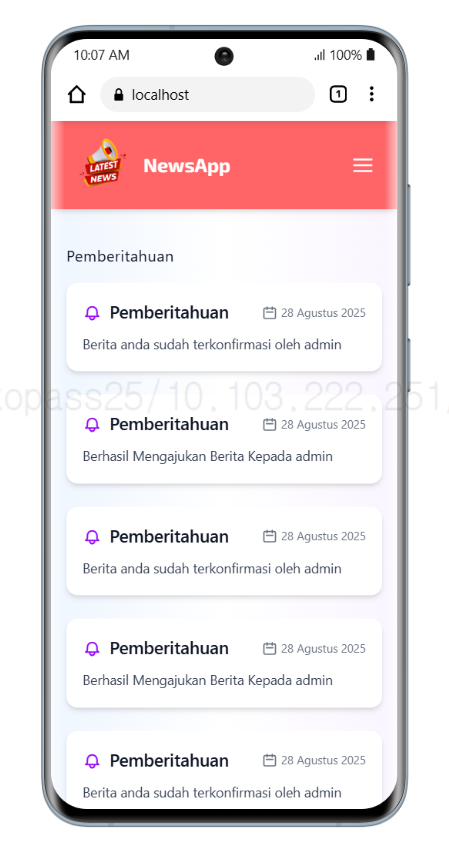 10:07 AM 100%
localhost 1
LATEST NEWS NewsApp
Pemberitahuan
Pemberitahuan 28 Agustus 2025
Berita anda sudah terkonfirmasi oleh admin
opass25/10.103.222.251
Pemberitahuan 28 Agustus 2025
Berhasil Mengajukan Berita Kepada admin
Pemberitahuan 28 Agustus 2025
Berita anda sudah terkonfirmasi oleh admin
Pemberitahuan 28 Agustus 2025
Berhasil Mengajukan Berita Kepada admin
Pemberitahuan 28 Agustus 2025
Berita anda sudah terkonfirmasi oleh admin